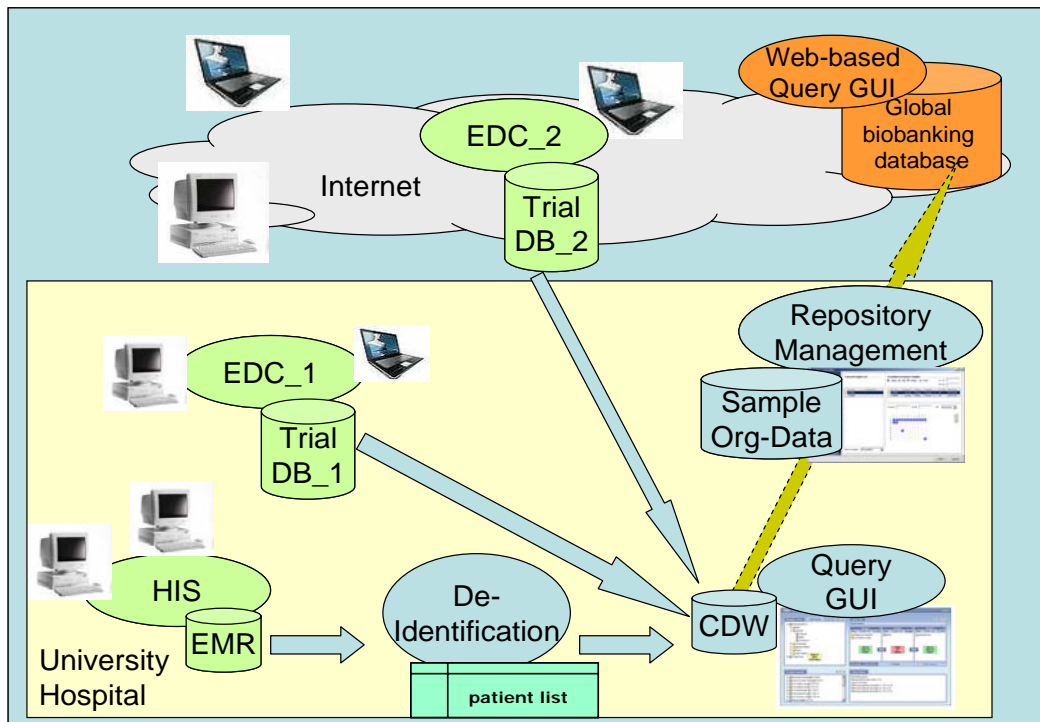 Web-based
Query GUI
Global
biobanking
database
EDC_2
Internet
Trial
DB_2
Repository
Management
EDC_1
Sample
Org-Data
Trial
DB_1
HIS
De-
Identification
Query
GUI
EMR
CDW
University
Hospital
patient list